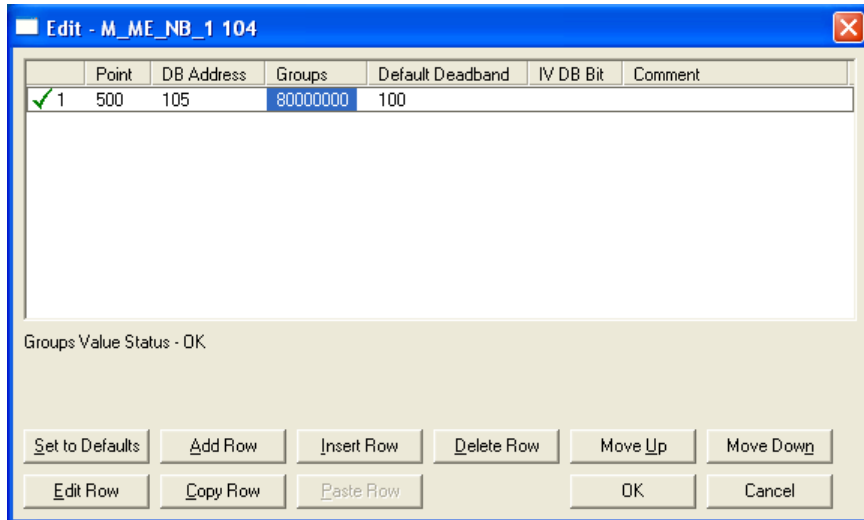 Edit - M_ME_NB_1 104
Point DB Address Groups Default Deadband IV DB Bit Comment
1 500 105 80000000 100
Groups Value Status - OK
Set to Defaults Add Row Insert Row Delete Row Move Up Move Down
Edit Row Copy Row Paste Row OK Cancel